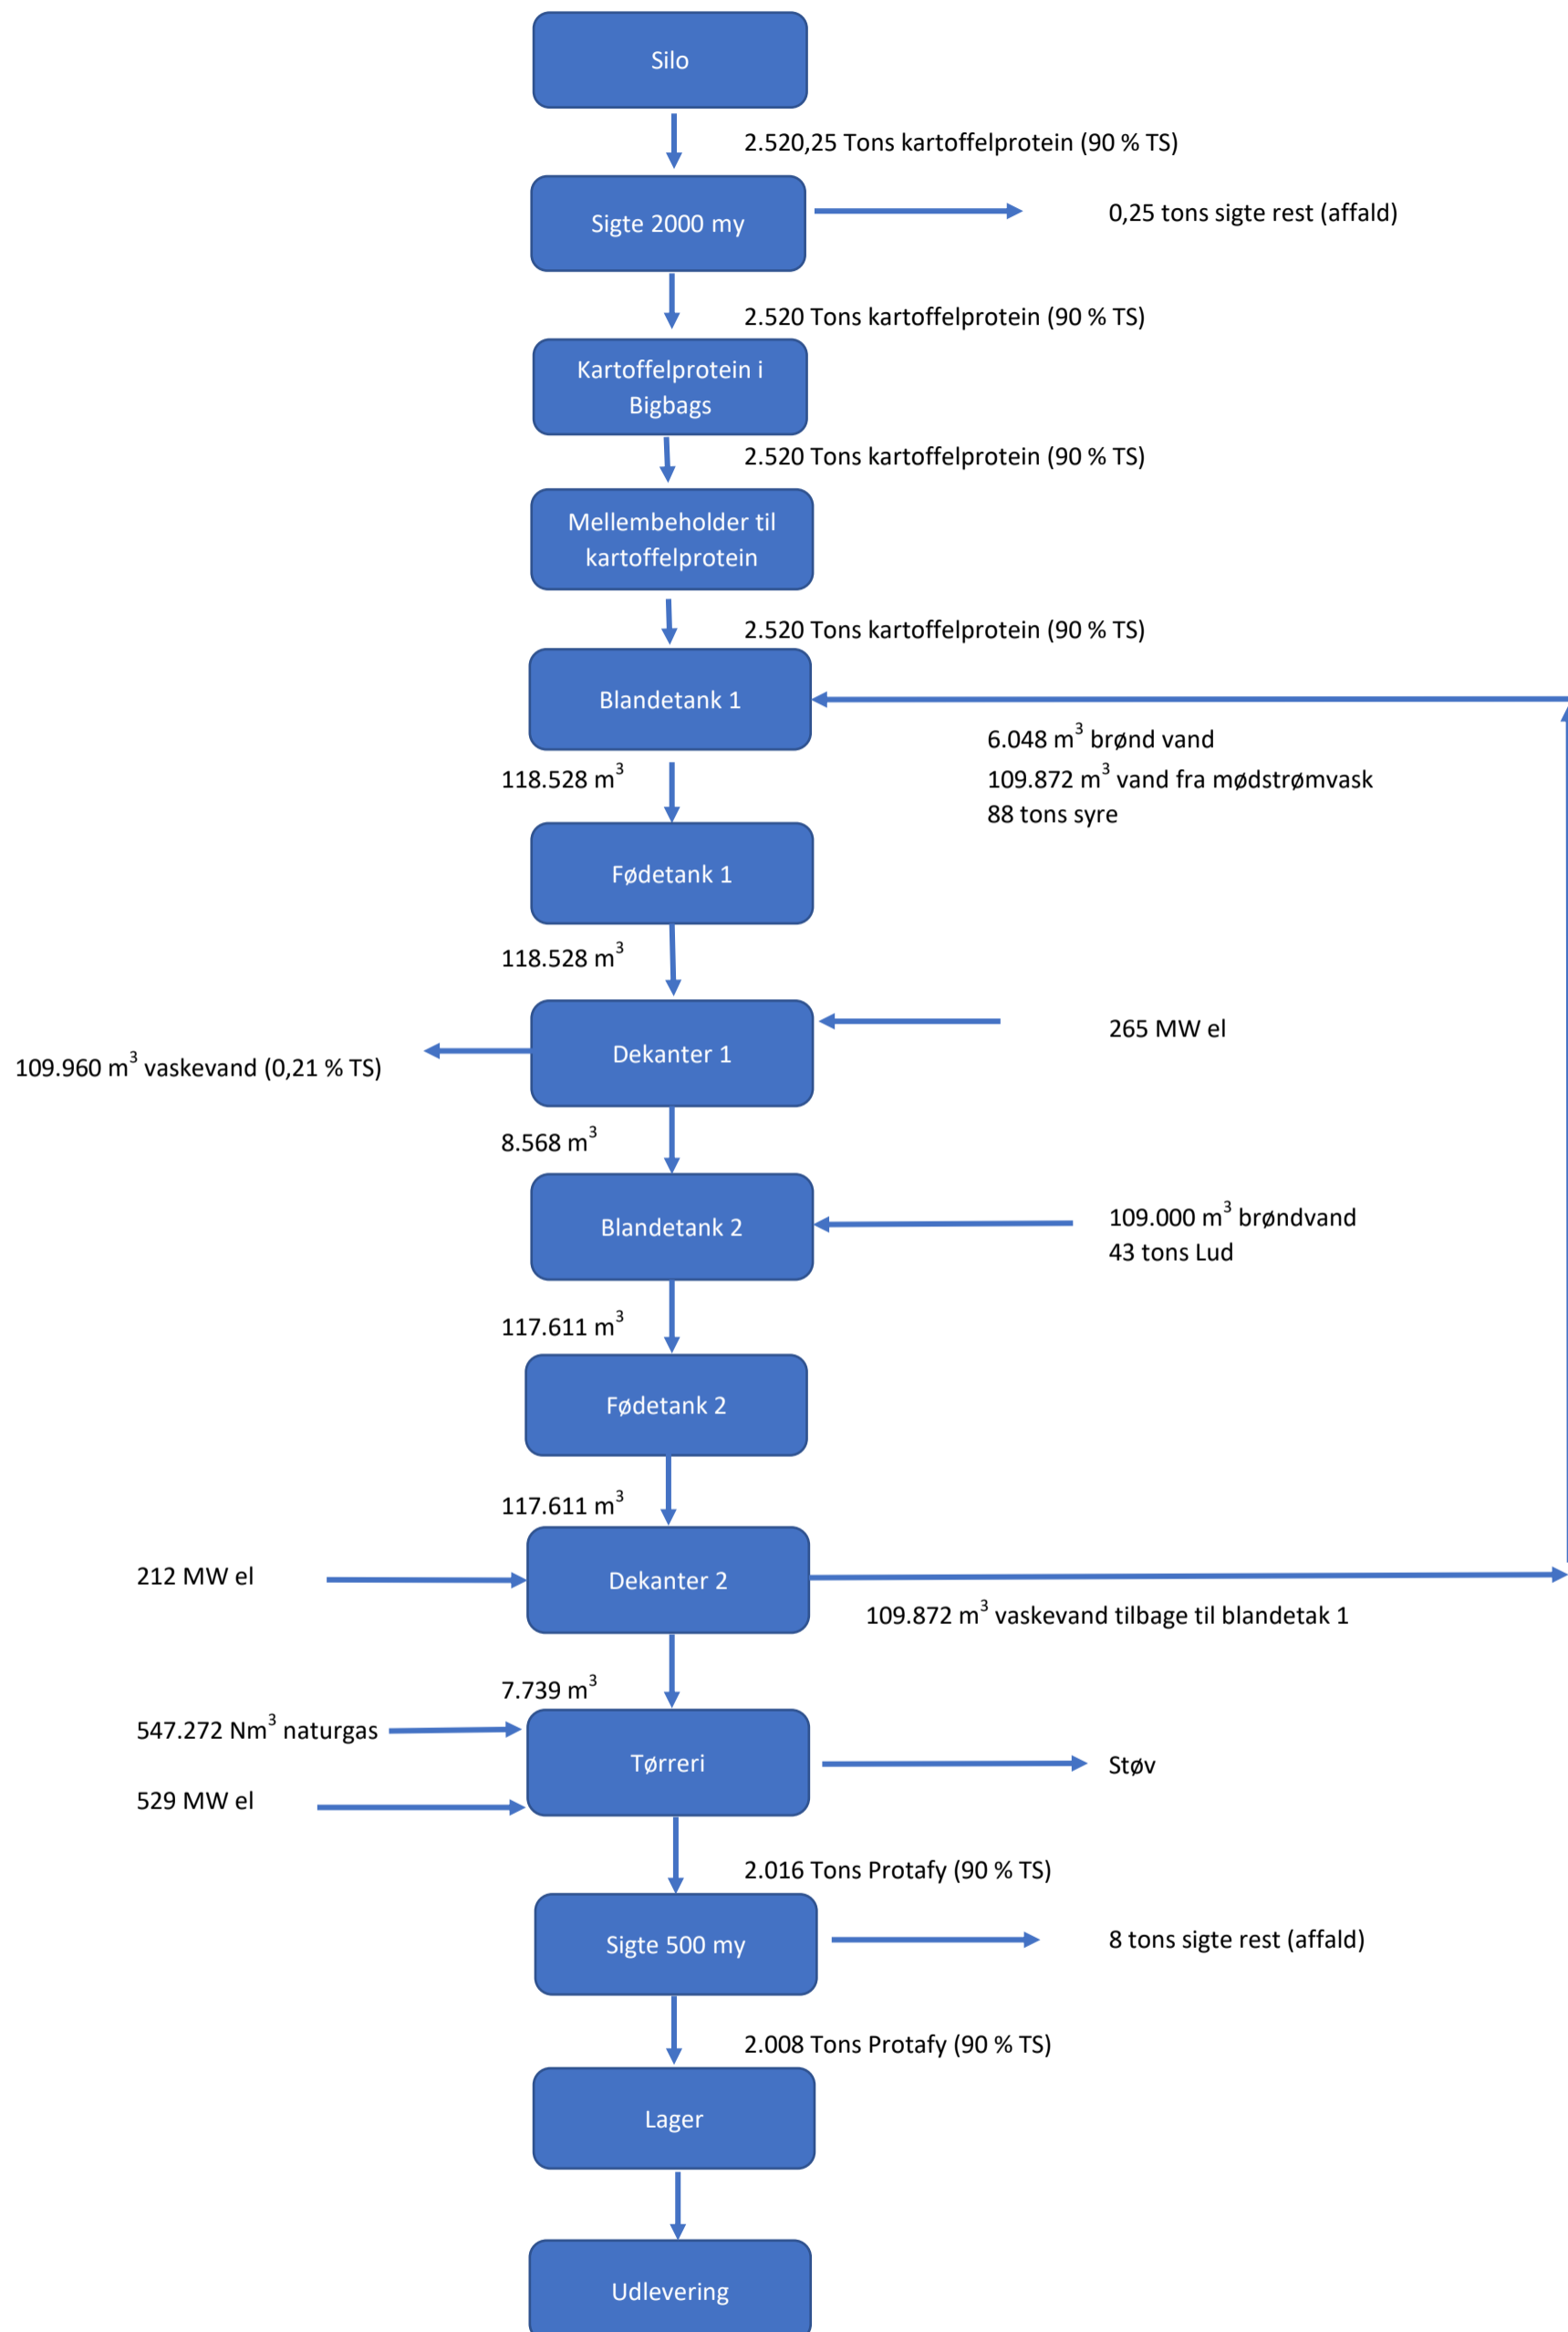 Silo
2.520,25 Tons kartoffelprotein (90 % TS)
Sigte 2000 my
0,25 tons sigte rest (affald)
2.520 Tons kartoffelprotein (90 % TS)
Kartoffelprotein i
Bigbags
2.520 Tons kartoffelprotein (90 % TS)
Mellembeholder til
kartoffelprotein
2.520 Tons kartoffelprotein (90 % TS)
Blandetank 1
6.048 m³ brønd vand
109.872 m³ vand fra mødstrømvask
88 tons syre
118.528 m³
Fødetank 1
118.528 m³
Dekanter 1
265 MW el
109.960 m³ vaskevand (0,21 % TS)
8.568 m³
Blandetank 2
109.000 m³ brøndvand
43 tons Lud
117.611 m³
Fødetank 2
117.611 m³
212 MW el
Dekanter 2
109.872 m³ vaskevand tilbage til blandetak 1
7.739 m³
547.272 Nm³ naturgas
Tørreri
Støv
529 MW el
2.016 Tons Protafy (90 % TS)
Sigte 500 my
8 tons sigte rest (affald)
2.008 Tons Protafy (90 % TS)
Lager
Udlevering